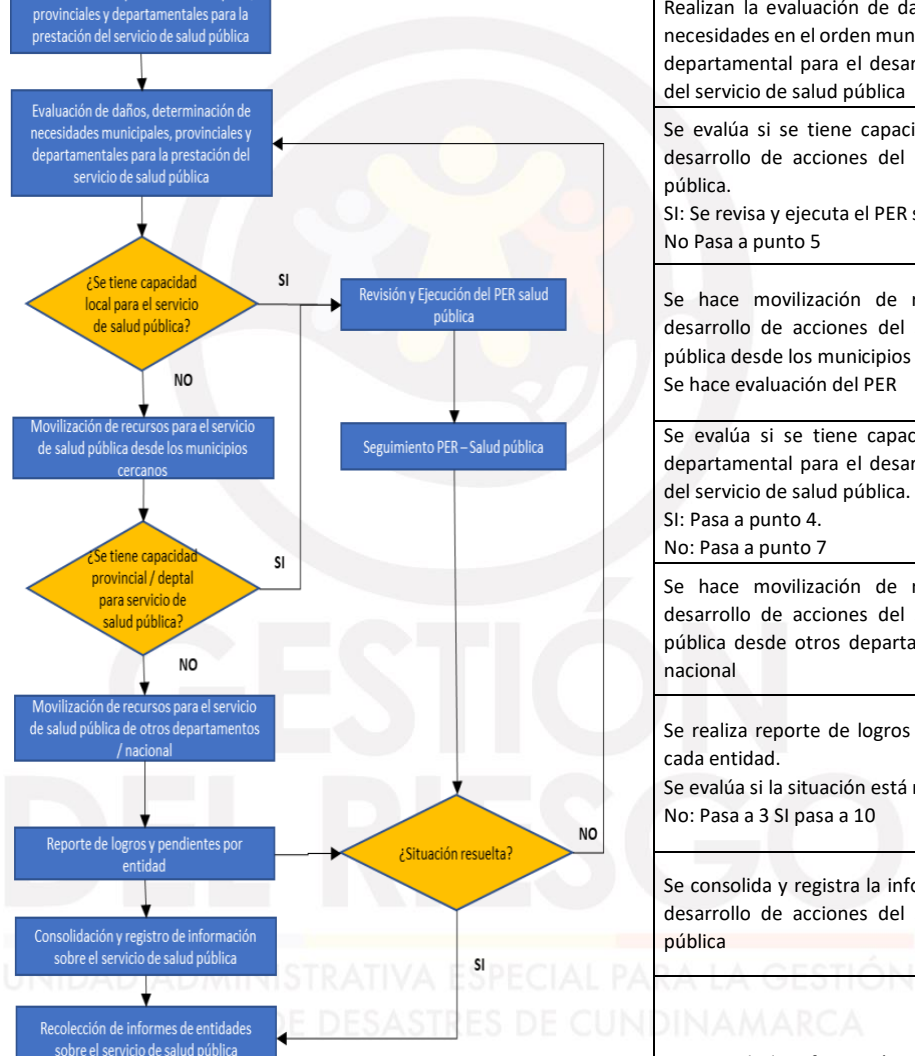 provinciales y departamentales para la
prestación del servicio de salud pública
Evaluación de daños, determinación de
necesidades municipales, provinciales y
departamentales para la prestación del
servicio de salud pública
¿Se tiene capacidad
local para el servicio
de salud pública?
SI
NO
Revisión y Ejecución del PER salud
pública
Movilización de recursos para el servicio
de salud pública desde los municipios
cercanos
Seguimiento PER – Salud pública
¿Se tiene capacidad
provincial / deptal
para servicio de
salud pública?
SI
NO
Movilización de recursos para el servicio
de salud pública de otros departamentos
/ nacional
Reporte de logros y pendientes por
entidad
¿Situación resuelta?
NO
SI
Consolidación y registro de información
sobre el servicio de salud pública
Recolección de informes de entidades
sobre el servicio de salud pública
Realizan la evaluación de
necesidades en el orden
departamental para el
del servicio de salud pública
Se evalúa si se tiene
desarrollo de acciones del
pública.
SI: Se revisa y ejecuta el PER
No Pasa a punto 5
Se hace movilización de
desarrollo de acciones del
pública desde los municipios
Se hace evaluación del PER
Se evalúa si se tiene
departamental para el
del servicio de salud pública.
SI: Pasa a punto 4.
No: Pasa a punto 7
Se hace movilización de
desarrollo de acciones del
pública desde otros
nacional
Se realiza reporte de logros
cada entidad.
Se evalúa si la situación está
No: Pasa a 3 SI pasa a 10
Se consolida y registra la
desarrollo de acciones del
pública
GESTIÓN
DEL RIESGO
UNIDAD ADMINISTRATIVA ESPECIAL PARA LA GESTIÓN
DE DESASTRES DE CUNDINAMARCA